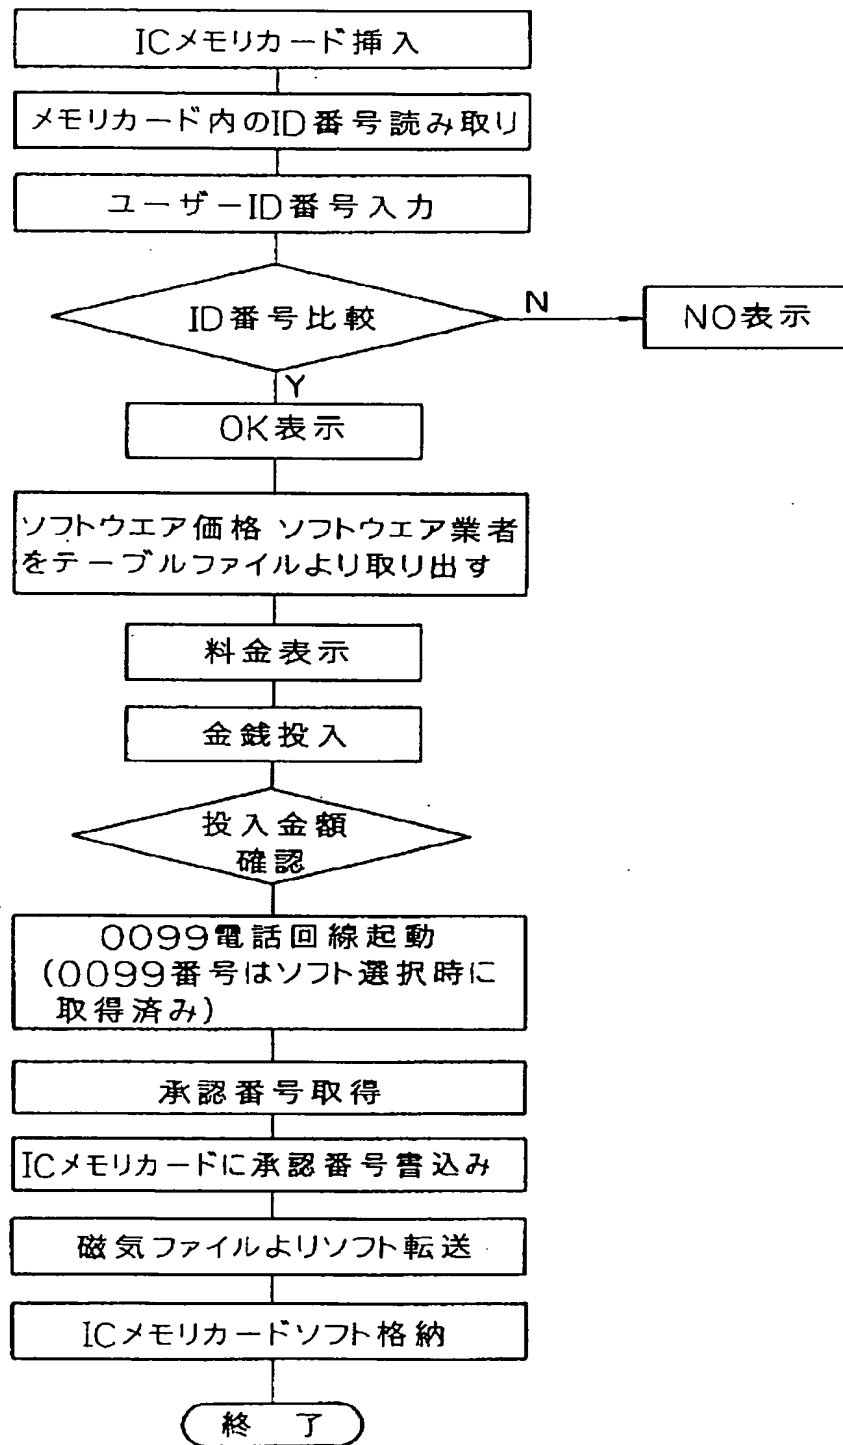 ICメモリカード挿入
メモリカード内のID番号読み取り
ユーザーID番号入力
ID番号比較
N
NO表示
Y
OK表示
ソフトウエア価格 ソフトウエア業者
をテーブルファイルより取り出す
料金表示
金銭投入
投入金額
確認
0099電話回線起動
(0099番号はソフト選択時に
取得済み)
承認番号取得
ICメモリカードに承認番号書込み
磁気ファイルよりソフト転送
ICメモリカードソフト格納
終 了